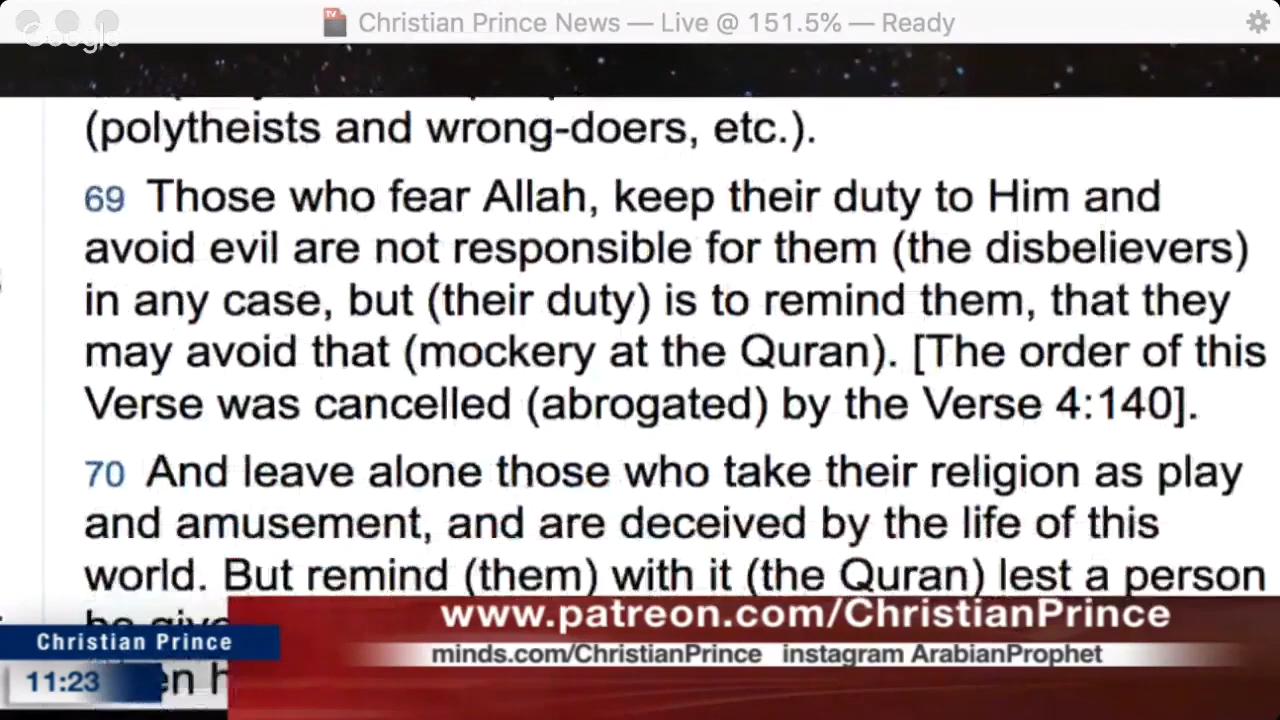 Christian Prince News — Live @ 151.5% — Ready
Google
(polytheists and wrong-doers, etc.).
69 Those who fear Allah, keep their duty to Him and
avoid evil are not responsible for them (the disbelievers)
in any case, but (their duty) is to remind them, that they
may avoid that (mockery at the Quran). [The order of this
Verse was cancelled (abrogated) by the Verse 4:140].
70 And leave alone those who take their religion as play
and amusement, and are deceived by the life of this
world. But remind (them) with it (the Quran) lest a person
www.patreon.com/ChristianPrince
Christian Prince
minds.com/ChristianPrince instagram ArabianProphet
11:23